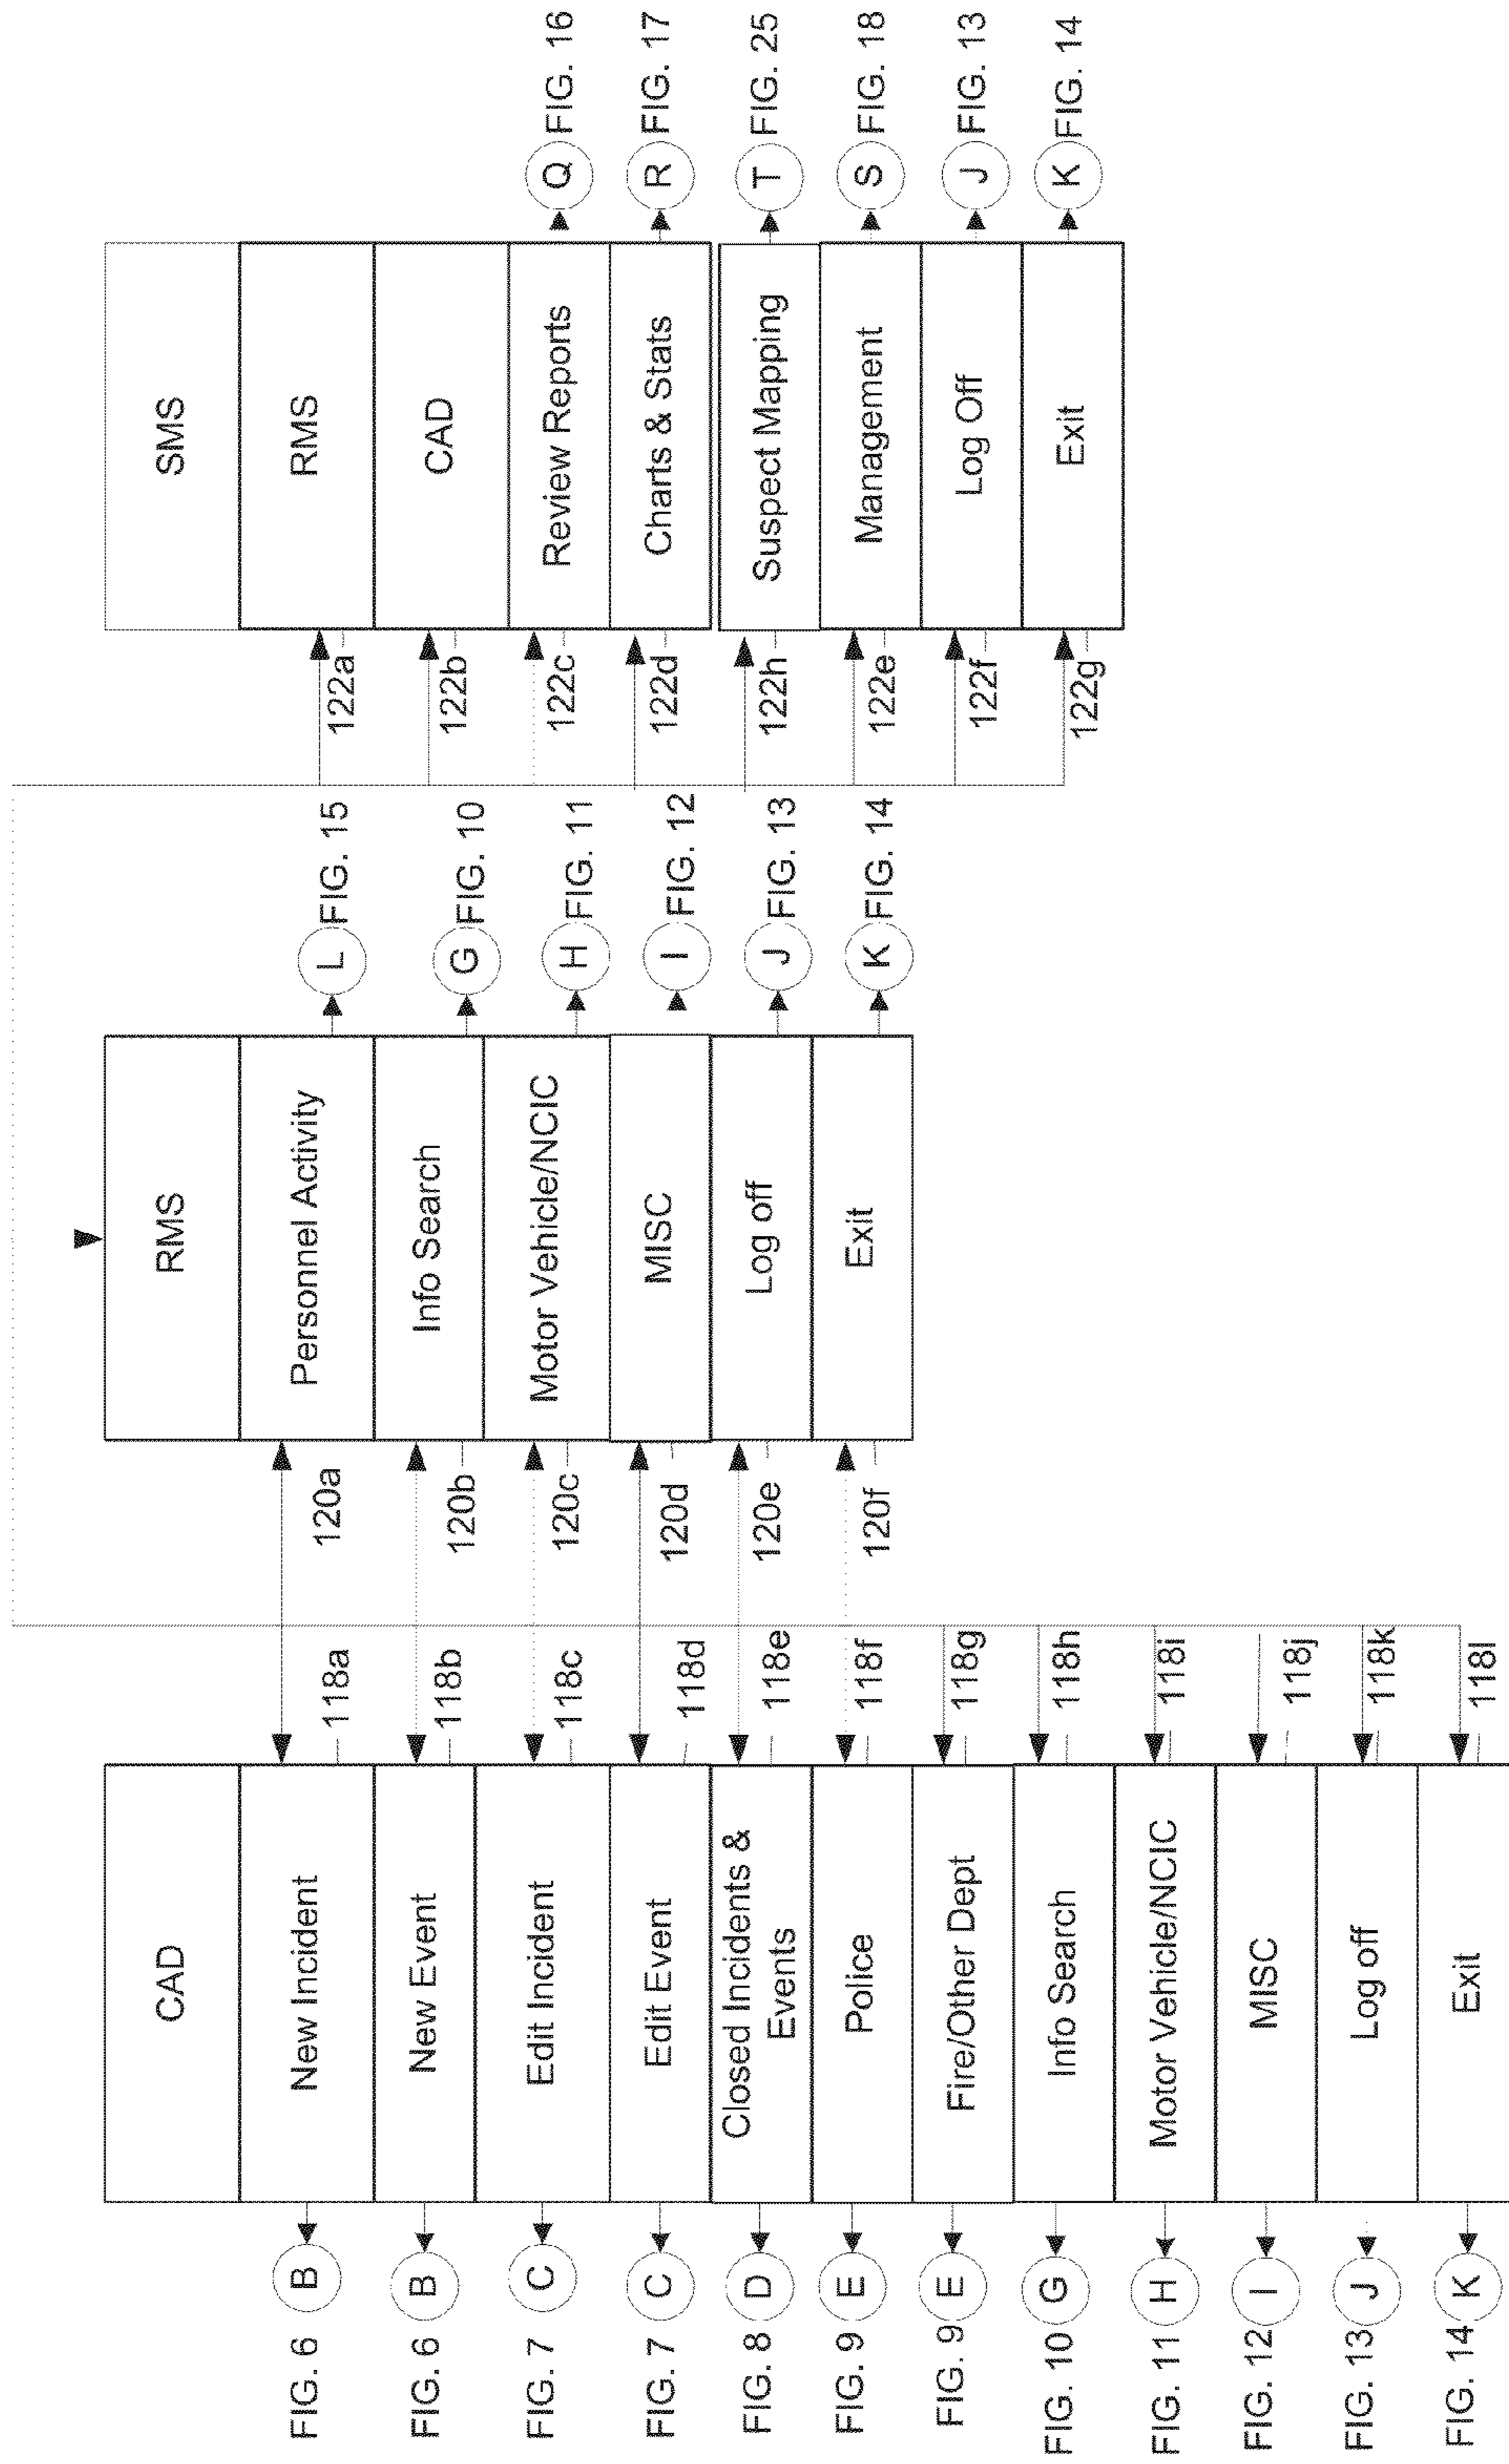 CAD
FIG. 6 B New Incident 118a
FIG. 6 B New Event 118b
FIG. 7 C Edit Incident 118c
FIG. 7 C Edit Event 118d
FIG. 8 D Closed Incidents &
Events 118e
FIG. 9 E Police 118f
FIG. 9 E Fire/Other Dept 118g
FIG. 10 G Info Search 118h
FIG. 11 H Motor Vehicle/NCIC 118i
FIG. 12 I MISC 118j
FIG. 13 J Log off 118k
FIG. 14 K Exit 118l
RMS
120a Personnel Activity L FIG. 15
120b Info Search G FIG. 10
120c Motor Vehicle/NCIC H FIG. 11
120d MISC I FIG. 12
120e Log off J FIG. 13
120f Exit K FIG. 14
SMS
122a RMS
122b CAD
122c Review Reports Q FIG. 16
122d Charts & Stats R FIG. 17
122h Suspect Mapping T FIG. 25
122e Management S FIG. 18
122f Log Off J FIG. 13
122g Exit K FIG. 14